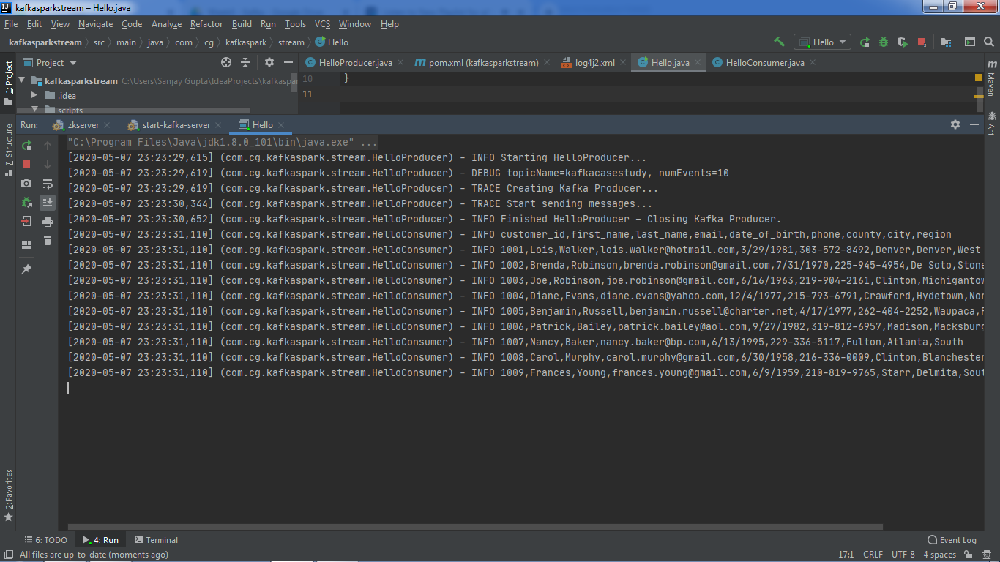 kafkasparkstream – Hello.java
File Edit View Navigate Code Analyze Refactor Build Run Tools VCS Window Help
kafkasparkstream src main java com cg kafkaspark stream Hello
Hello
Project
HelloProducer.java pom.xml (kafkasparkstream) log4j2.xml Hello.java HelloConsumer.java
kafkasparkstream C:\Users\Sanjay Gupta\IdeaProjects\kafkaspar
.idea
scripts
10 }
11
1: Project
7: Structure
2: Favorites
Maven
Ant
Run: zkserver start-kafka-server Hello
"C:\Program Files\Java\jdk1.8.0_101\bin\java.exe" ...
[2020-05-07 23:23:29,615] (com.cg.kafkaspark.stream.HelloProducer) - INFO Starting HelloProducer...
[2020-05-07 23:23:29,619] (com.cg.kafkaspark.stream.HelloProducer) - DEBUG topicName=kafkacasestudy, numEvents=10
[2020-05-07 23:23:29,619] (com.cg.kafkaspark.stream.HelloProducer) - TRACE Creating Kafka Producer...
[2020-05-07 23:23:30,344] (com.cg.kafkaspark.stream.HelloProducer) - TRACE Start sending messages...
[2020-05-07 23:23:30,652] (com.cg.kafkaspark.stream.HelloProducer) - INFO Finished HelloProducer - Closing Kafka Producer.
[2020-05-07 23:23:31,110] (com.cg.kafkaspark.stream.HelloConsumer) - INFO customer_id,first_name,last_name,email,date_of_birth,phone,county,city,region
[2020-05-07 23:23:31,110] (com.cg.kafkaspark.stream.HelloConsumer) - INFO 1001,Lois,Walker,lois.walker@hotmail.com,3/29/1981,303-572-8492,Denver,Denver,West
[2020-05-07 23:23:31,110] (com.cg.kafkaspark.stream.HelloConsumer) - INFO 1002,Brenda,Robinson,brenda.robinson@gmail.com,7/31/1970,225-945-4954,De Soto,Stone
[2020-05-07 23:23:31,110] (com.cg.kafkaspark.stream.HelloConsumer) - INFO 1003,Joe,Robinson,joe.robinson@gmail.com,6/16/1963,219-904-2161,Clinton,Michigantow
[2020-05-07 23:23:31,110] (com.cg.kafkaspark.stream.HelloConsumer) - INFO 1004,Diane,Evans,diane.evans@yahoo.com,12/4/1977,215-793-6791,Crawford,Hydetown,Nor
[2020-05-07 23:23:31,110] (com.cg.kafkaspark.stream.HelloConsumer) - INFO 1005,Benjamin,Russell,benjamin.russell@charter.net,4/17/1977,262-404-2252,Waupaca,
[2020-05-07 23:23:31,110] (com.cg.kafkaspark.stream.HelloConsumer) - INFO 1006,Patrick,Bailey,patrick.bailey@aol.com,9/27/1982,319-812-6957,Madison,Macksburg
[2020-05-07 23:23:31,110] (com.cg.kafkaspark.stream.HelloConsumer) - INFO 1007,Nancy,Baker,nancy.baker@bp.com,6/13/1995,229-336-5117,Fulton,Atlanta,South
[2020-05-07 23:23:31,110] (com.cg.kafkaspark.stream.HelloConsumer) - INFO 1008,Carol,Murphy,carol.murphy@gmail.com,6/30/1958,216-336-0009,Clinton,Blanchester
[2020-05-07 23:23:31,110] (com.cg.kafkaspark.stream.HelloConsumer) - INFO 1009,Frances,Young,frances.young@gmail.com,6/9/1959,210-819-9765,Starr,Delmita,Sout
6: TODO 4: Run Terminal Event Log
All files are up-to-date (moments ago) 17:1 CRLF UTF-8 4 spaces